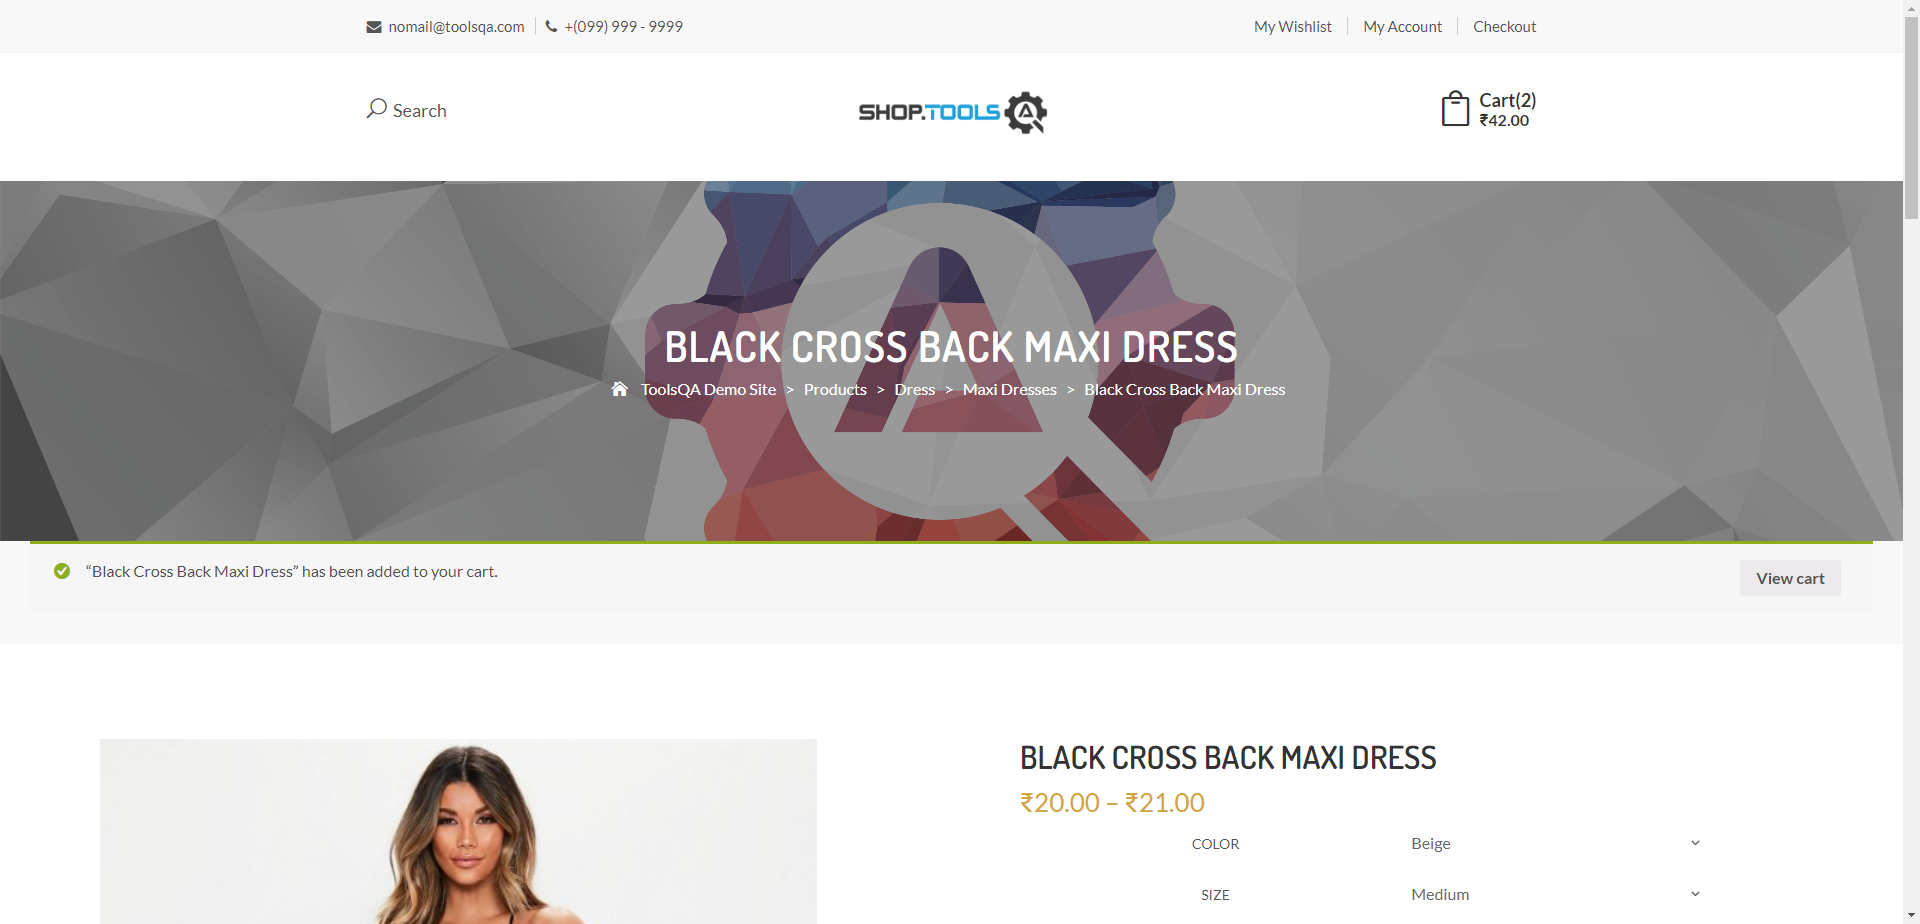 nomail@toolsqa.com
+(099) 999 - 9999
My Wishlist
My Account
Checkout
Search
SHOP.TOOLS
Cart(2)
₹42.00
BLACK CROSS BACK MAXI DRESS
ToolsQA Demo Site > Products > Dress > Maxi Dresses > Black Cross Back Maxi Dress
“Black Cross Back Maxi Dress” has been added to your cart.
View cart
BLACK CROSS BACK MAXI DRESS
₹20.00 – ₹21.00
COLOR
Beige
SIZE
Medium